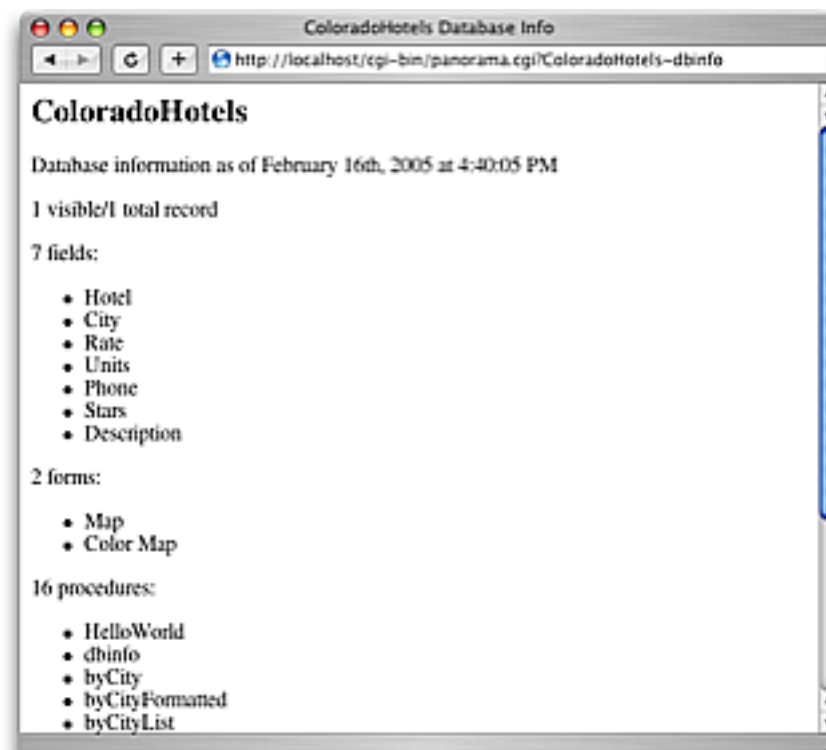 ColoradoHotels Database Info
http://localhost/cgi-bin/panorama.cgi?ColoradoHotels~dbinfo
ColoradoHotels
Database information as of February 16th, 2005 at 4:40:05 PM
1 visible/1 total record
7 fields:
• Hotel
• City
• Rate
• Units
• Phone
• Stars
• Description
2 forms:
• Map
• Color Map
16 procedures:
• HelloWorld
• dbinfo
• byCity
• byCityFormatted
• byCityList